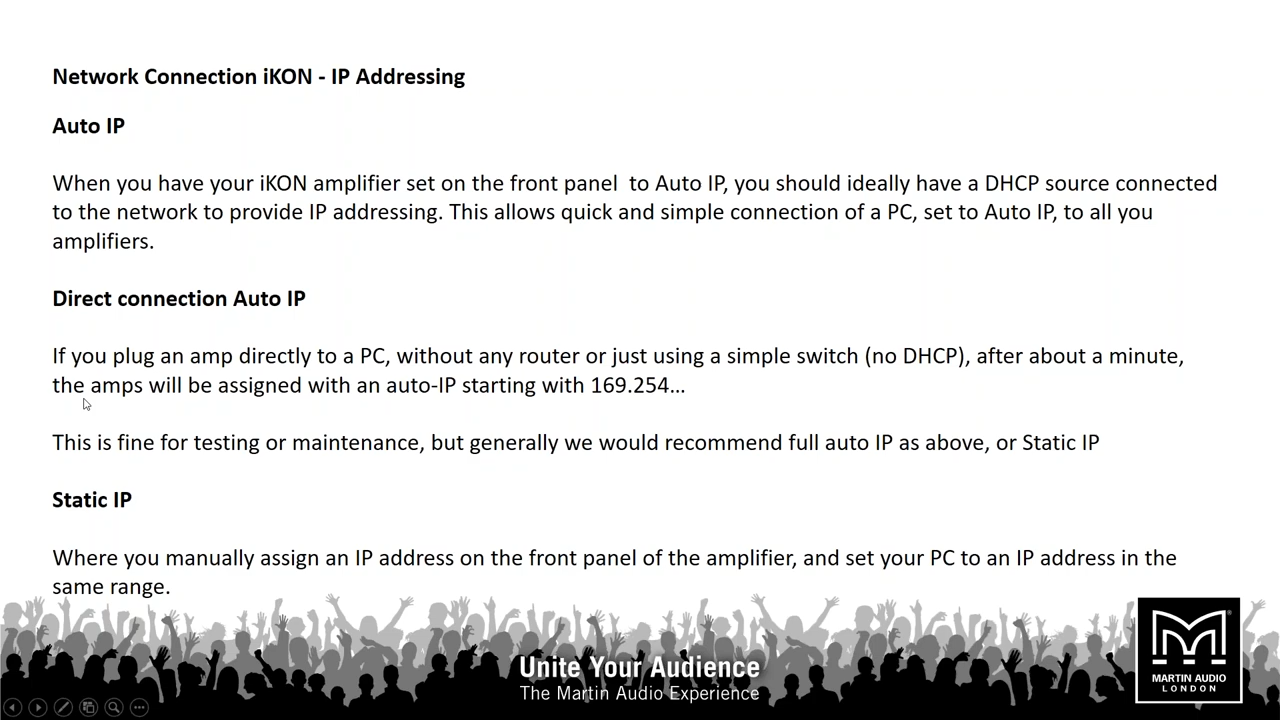 Network Connection iKON - IP Addressing
Auto IP
When you have your iKON amplifier set on the front panel  to Auto IP, you should ideally have a DHCP source connected
to the network to provide IP addressing. This allows quick and simple connection of a PC, set to Auto IP, to all you
amplifiers.
Direct connection Auto IP
If you plug an amp directly to a PC, without any router or just using a simple switch (no DHCP), after about a minute,
the amps will be assigned with an auto-IP starting with 169.254…
This is fine for testing or maintenance, but generally we would recommend full auto IP as above, or Static IP
Static IP
Where you manually assign an IP address on the front panel of the amplifier, and set your PC to an IP address in the
same range.
Unite Your Audience
The Martin Audio Experience
MARTIN AUDIO
LONDON